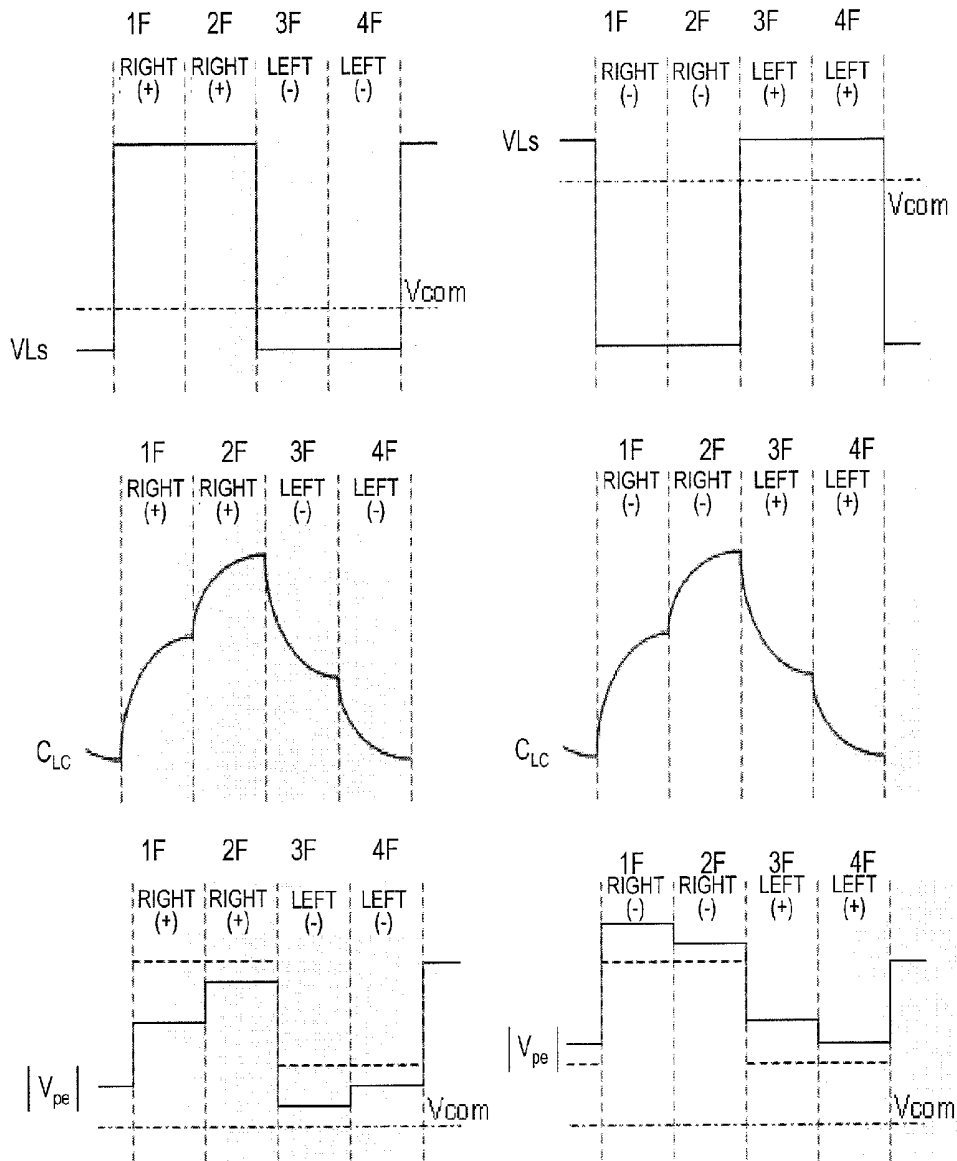 1F 2F 3F 4F
RIGHT RIGHT LEFT LEFT
(+) (+) (-) (-)
Vcom
VLs
1F 2F 3F 4F
RIGHT RIGHT LEFT LEFT
(-) (-) (+) (+)
VLs
Vcom
1F 2F 3F 4F
RIGHT RIGHT LEFT LEFT
(+) (+) (-) (-)
CLC
1F 2F 3F 4F
RIGHT RIGHT LEFT LEFT
(-) (-) (+) (+)
CLC
1F 2F 3F 4F
RIGHT RIGHT LEFT LEFT
(+) (+) (-) (-)
|Vpe|
Vcom
1F 2F 3F 4F
RIGHT RIGHT LEFT LEFT
(-) (-) (+) (+)
|Vpe|
Vcom